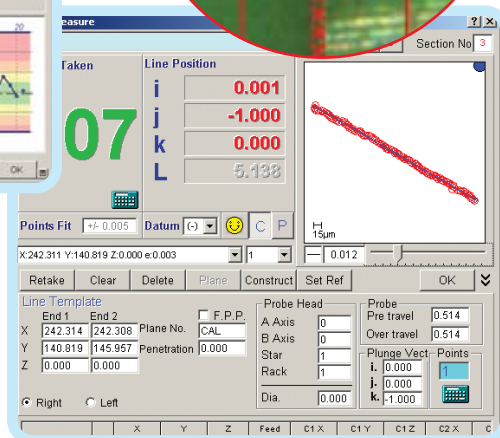 20
OK
easure
Section No 3
Taken
Line Position
i 0.001
j -1.000
07
k 0.000
L 5.138
Points Fit +/- 0.005 Datum (-) C P
15µm
X:242.311 Y:140.819 Z:0.000 e:0.003 1 0.012
Retake Clear Delete Plane Construct Set Ref OK
Line Template
End 1 End 2 F.P.P.
X 242.314 242.308 Plane No. CAL
Y 140.819 145.957 Penetration 0.000
Z 0.000 0.000
Right Left
Probe Head
A Axis 0
B Axis 0
Star 1
Rack 1
Dia. 0.000
Probe
Pre travel 0.514
Over travel 0.514
Plunge Vect Points
i. 0.000 1
j. 0.000
k. -1.000
X Y Z Feed C1 X C1 Y C1 Z C2 X C